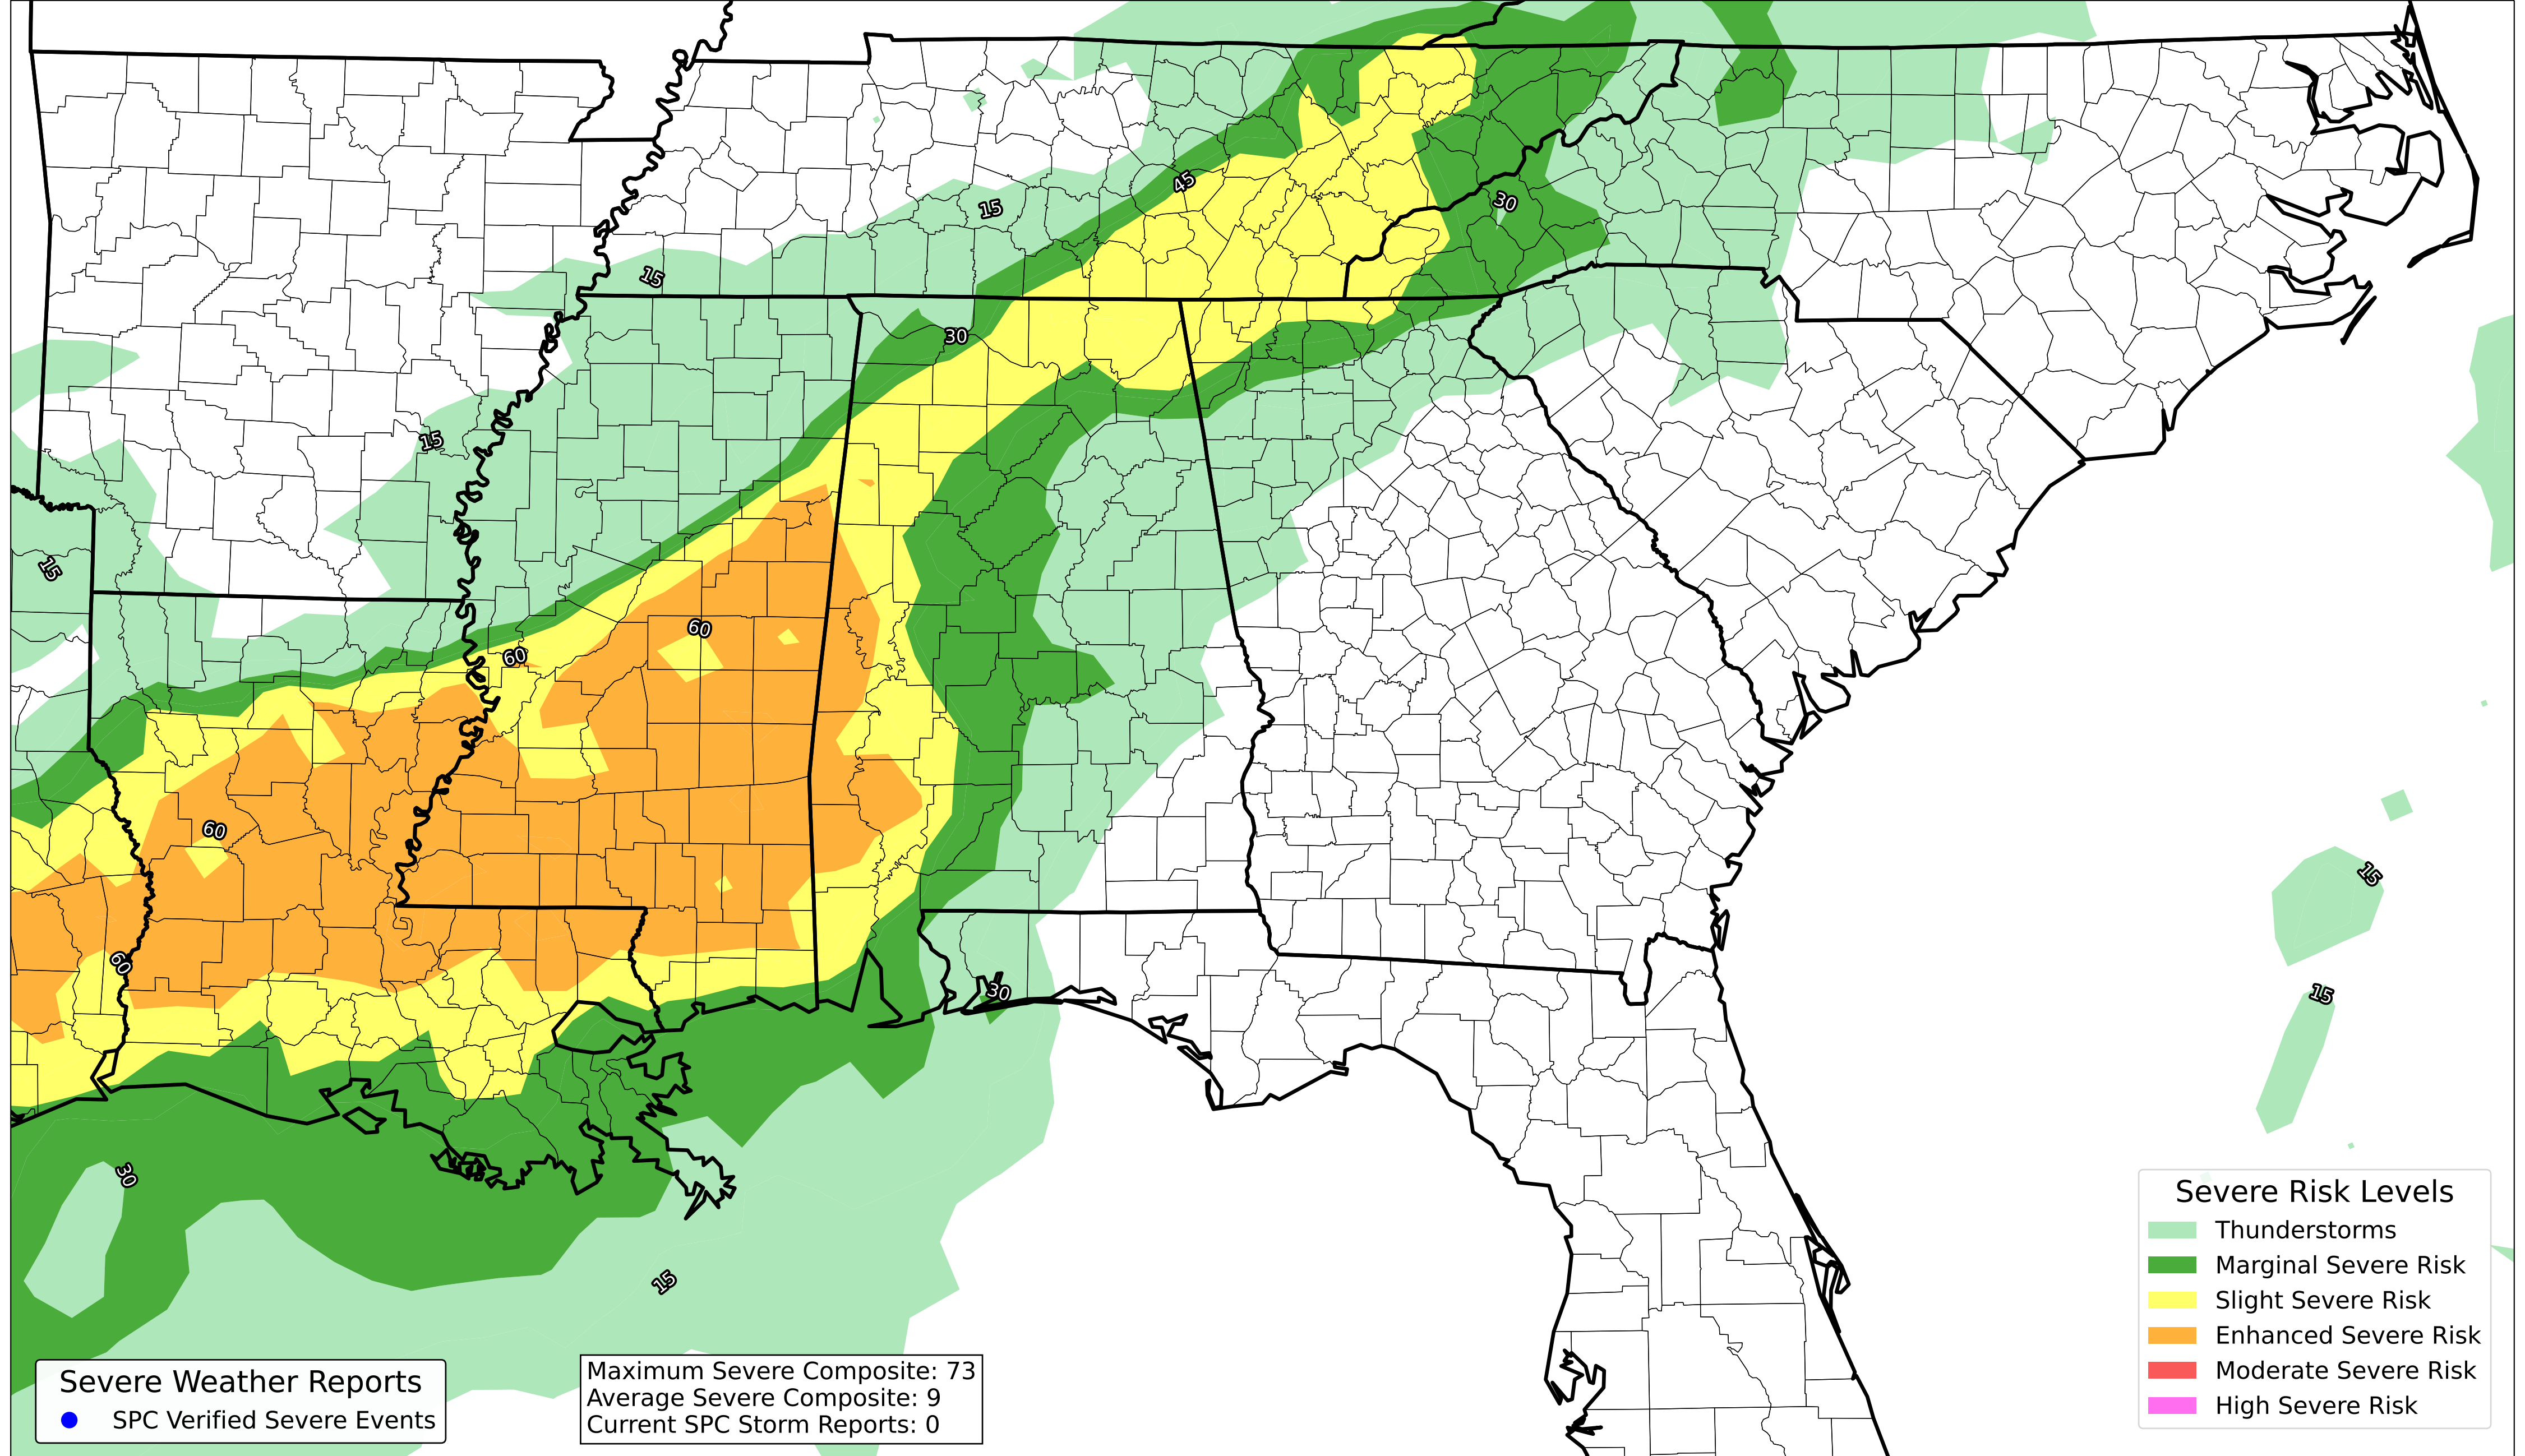 45
15
30
15
30
15
15
60
60
60
15
60
30
15
30
15
Severe Risk Levels
Thunderstorms
Marginal Severe Risk
Slight Severe Risk
Enhanced Severe Risk
Moderate Severe Risk
High Severe Risk
Severe Weather Reports
SPC Verified Severe Events
Maximum Severe Composite: 73
Average Severe Composite: 9
Current SPC Storm Reports: 0